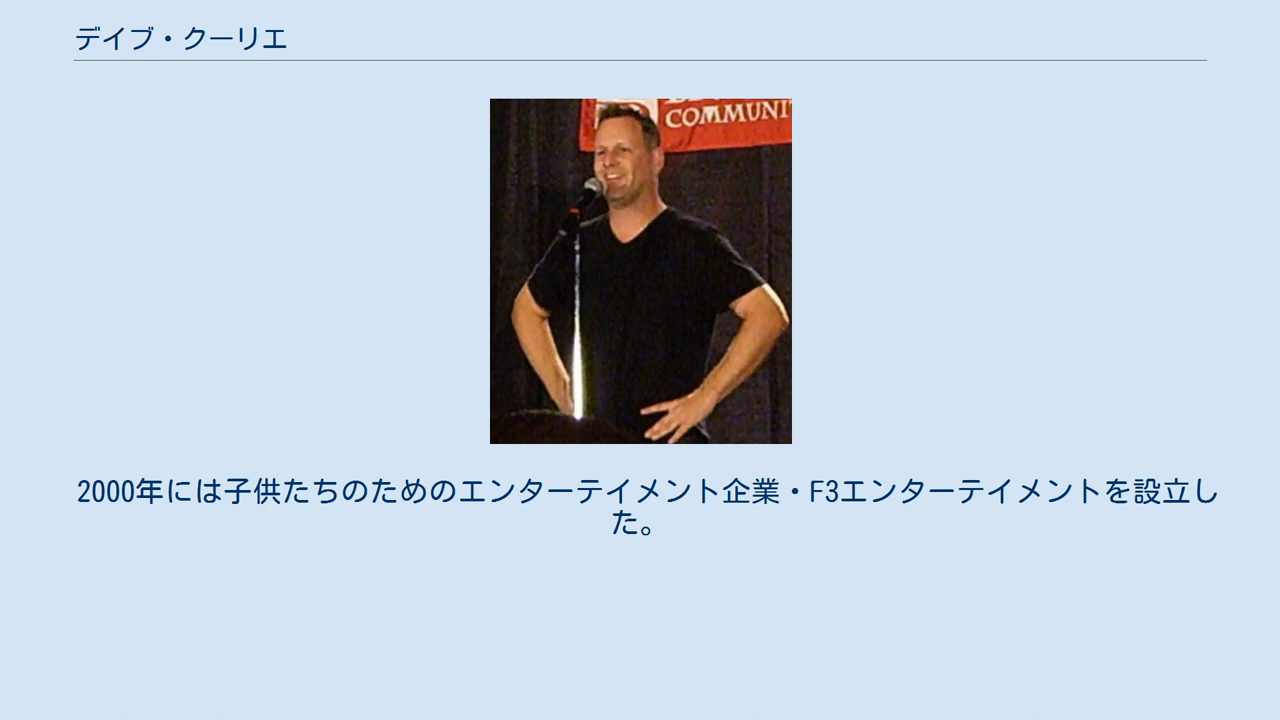 デイブ・クーリエ
COMMUNI
2000年には子供たちのためのエンターテイメント企業・F3エンターテイメントを設立し
た。